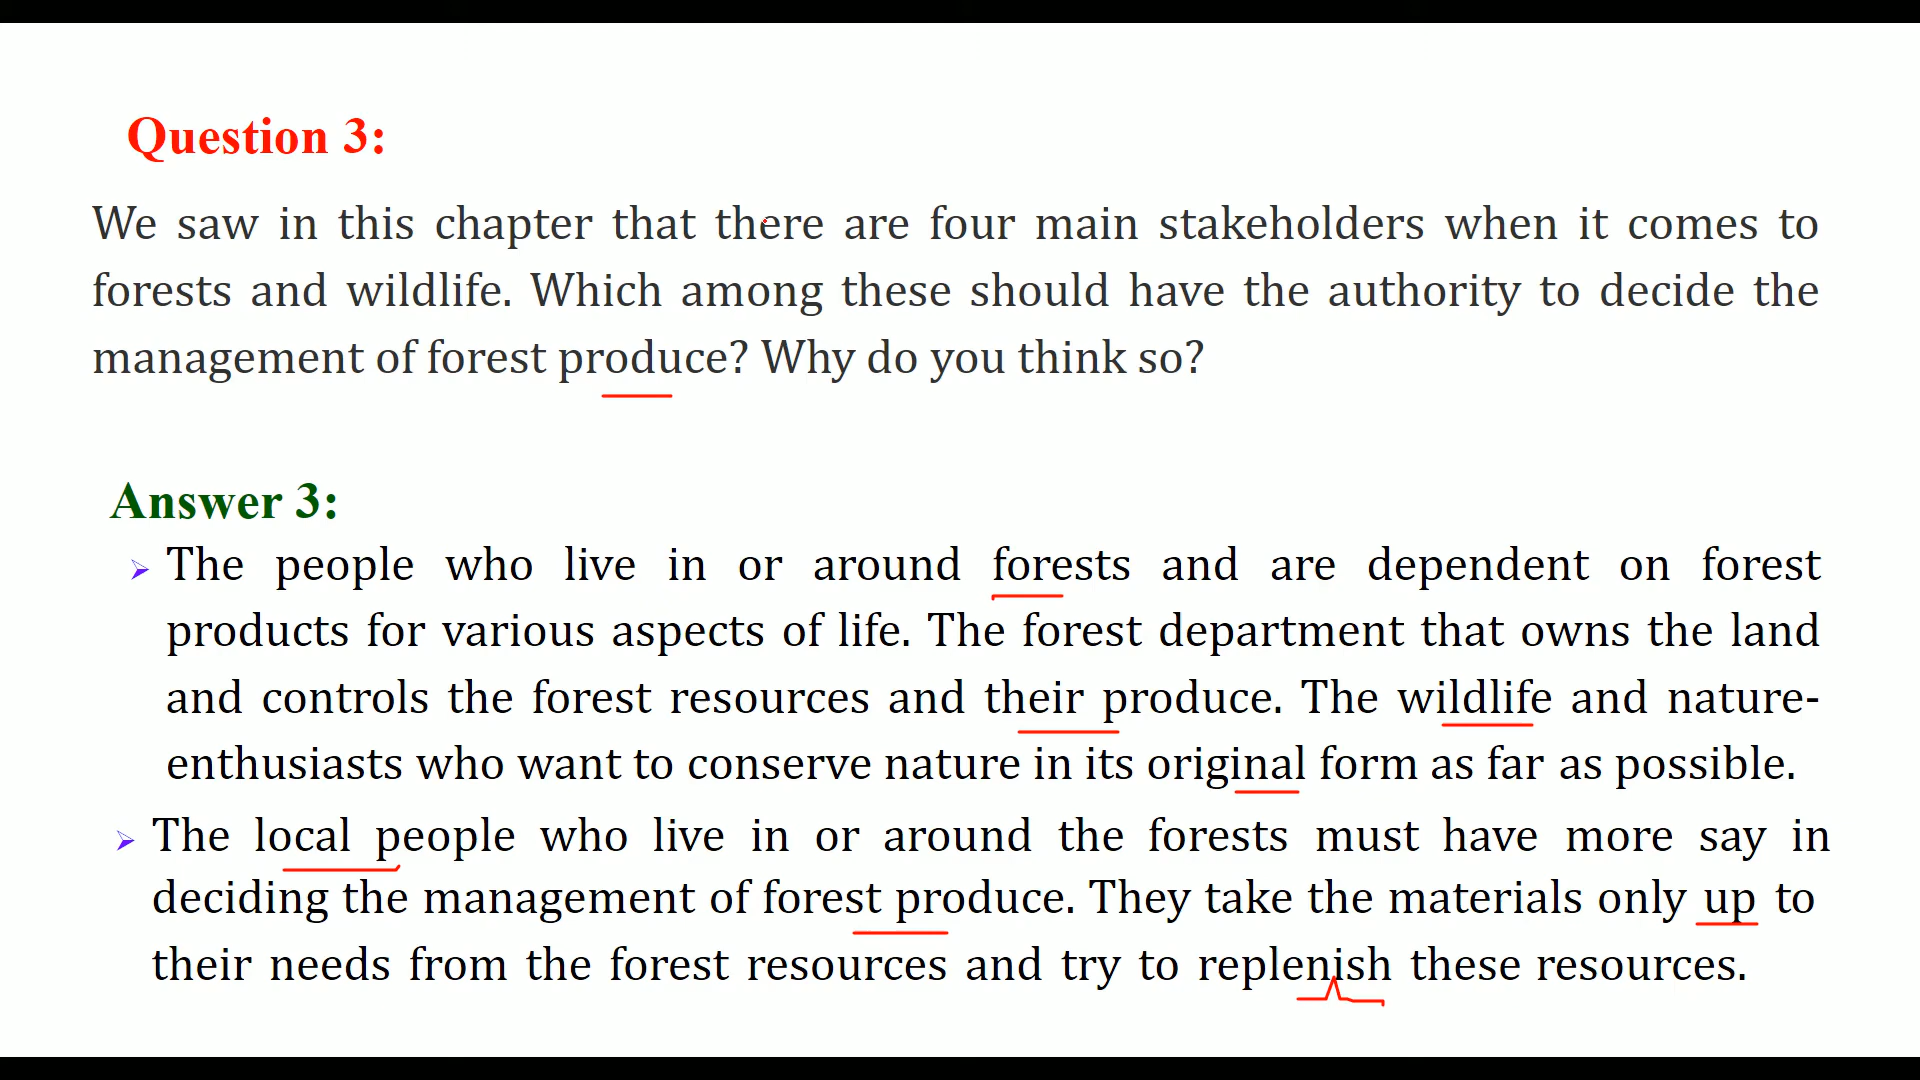 Question 3:
We saw in this chapter that there are four main stakeholders when it comes to
forests and wildlife. Which among these should have the authority to decide the
management of forest produce? Why do you think so?
Answer 3:
➢ The people who live in or around forests and are dependent on forest
products for various aspects of life. The forest department that owns the land
and controls the forest resources and their produce. The wildlife and nature-
enthusiasts who want to conserve nature in its original form as far as possible.
➢ The local people who live in or around the forests must have more say in
deciding the management of forest produce. They take the materials only up to
their needs from the forest resources and try to replenish these resources.